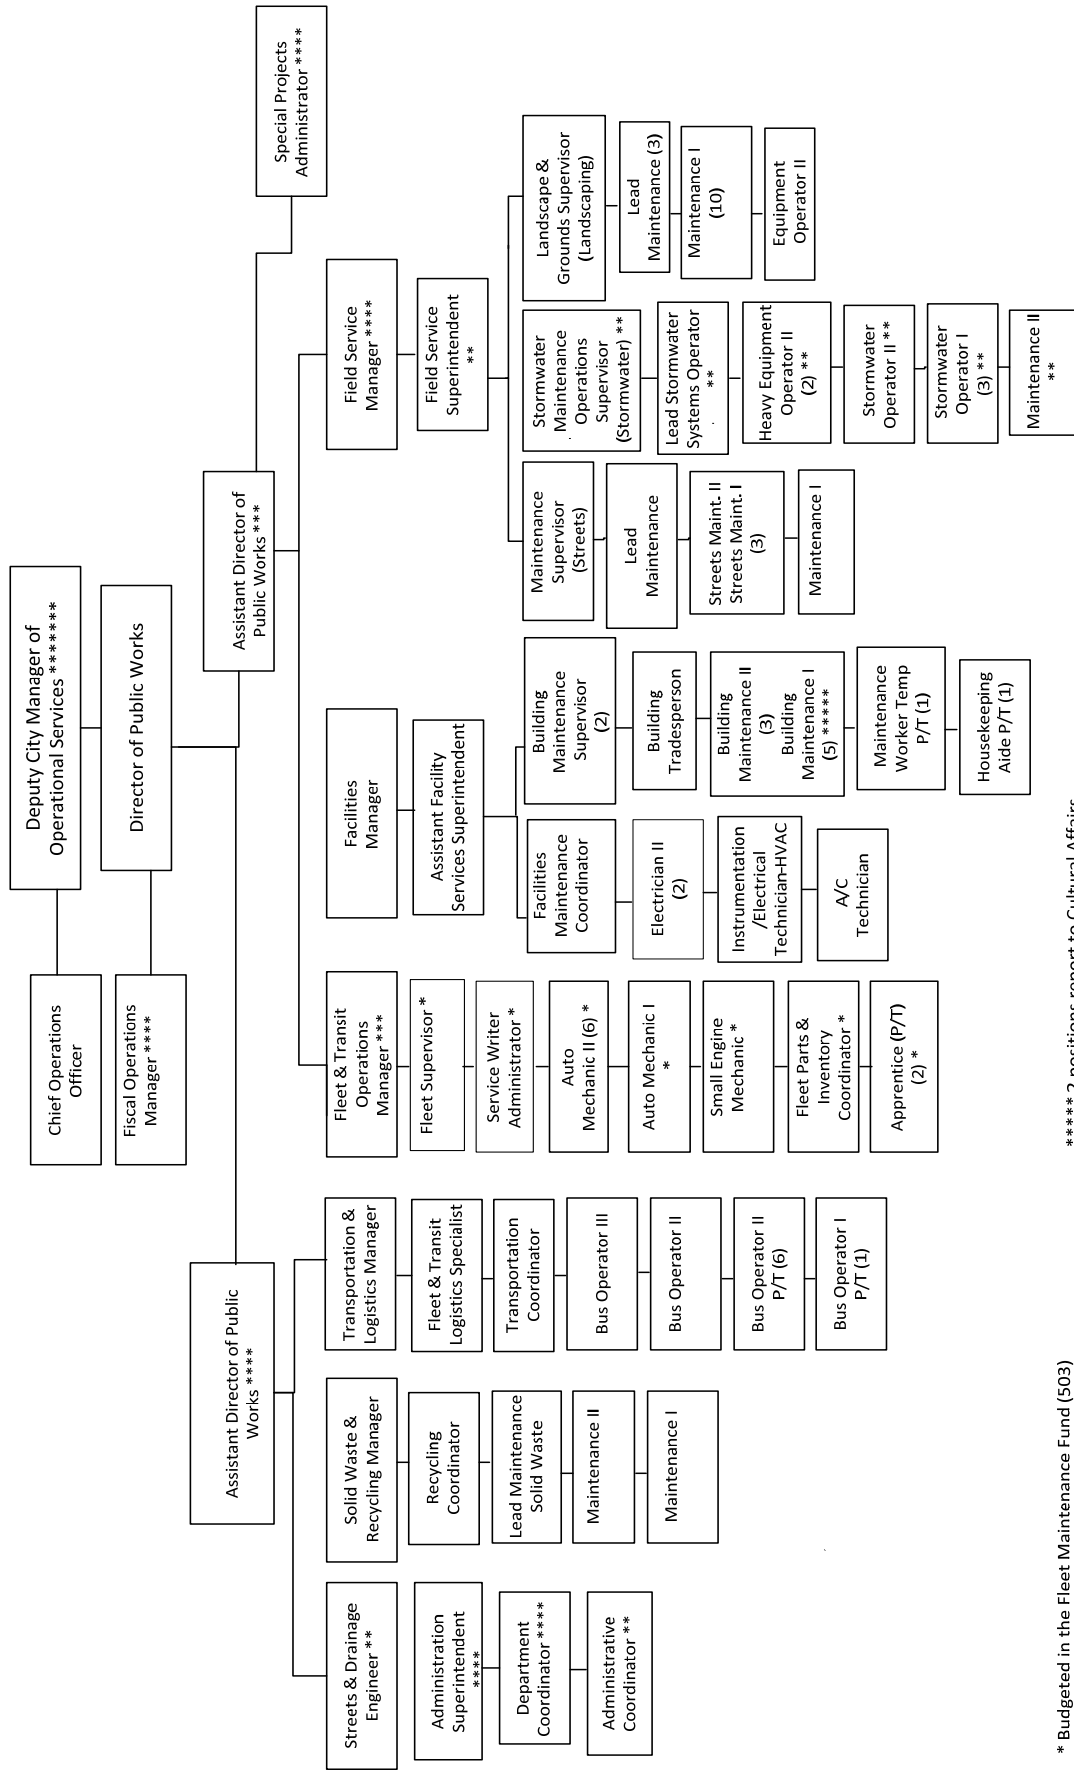 Deputy City Manager of
Operational Services ********
Chief Operations
Officer
Director of Public Works
Fiscal Operations
Manager ****
Assistant Director of Public
Works ****
Assistant Director of
Public Works ***
Special Projects
Administrator ****
Streets & Drainage
Engineer **
Administration
Superintendent
****
Department
Coordinator ****
Administrative
Coordinator **
Solid Waste &
Recycling Manager
Recycling
Coordinator
Lead Maintenance
Solid Waste
Maintenance II
Maintenance I
Transportation &
Logistics Manager
Fleet & Transit
Logistics Specialist
Transportation
Coordinator
Bus Operator III
Bus Operator II
Bus Operator II
P/T (6)
Bus Operator I
P/T (1)
Fleet & Transit
Operations
Manager ***
Fleet Supervisor *
Service Writer
Administrator *
Auto
Mechanic II (6) *
Auto Mechanic I
*
Small Engine
Mechanic *
Fleet Parts &
Inventory
Coordinator *
Apprentice (P/T)
(2) *
Facilities
Manager
Assistant Facility
Services Superintendent
Facilities
Maintenance
Coordinator
Electrician II
(2)
Instrumentation
/Electrical
Technician-HVAC
A/C
Technician
Building
Maintenance
Supervisor
(2)
Building
Tradesperson
Building
Maintenance II
(3)
Building
Maintenance I
(5) *****
Maintenance
Worker Temp
P/T (1)
Housekeeping
Aide P/T (1)
Field Service
Manager ****
Field Service
Superintendent
**
Maintenance
Supervisor
(Streets)
Lead
Maintenance
Streets Maint. II
Streets Maint. I
(3)
Maintenance I
Stormwater
Maintenance
Operations
Supervisor
(Stormwater) **
Lead Stormwater
Systems Operator
**
Heavy Equipment
Operator II
(2) **
Stormwater
Operator II **
Stormwater
Operator I
(3) **
Maintenance II
**
Landscape &
Grounds Supervisor
(Landscaping)
Lead
Maintenance (3)
Maintenance I
(10)
Equipment
Operator II
* Budgeted in the Fleet Maintenance Fund (503)
***** 2 positions report to Cultural Affairs